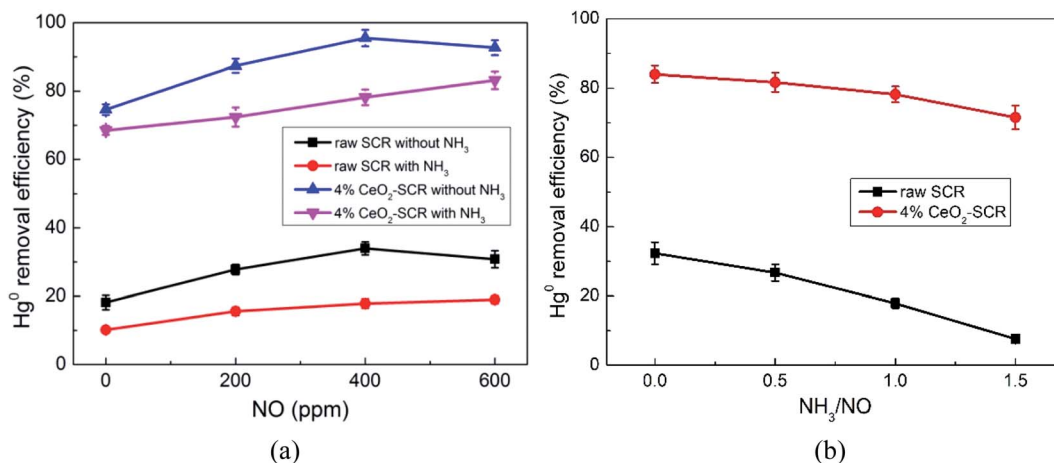 Hg⁰ removal efficiency (%)
100
80
60
40
20
0
raw SCR without NH₃
raw SCR with NH₃
4% CeO₂-SCR without NH₃
4% CeO₂-SCR with NH₃
0 200 400 600
NO (ppm)
(a)
Hg⁰ removal efficiency (%)
100
80
60
40
20
0
raw SCR
4% CeO₂-SCR
0.0 0.5 1.0 1.5
NH₃/NO
(b)